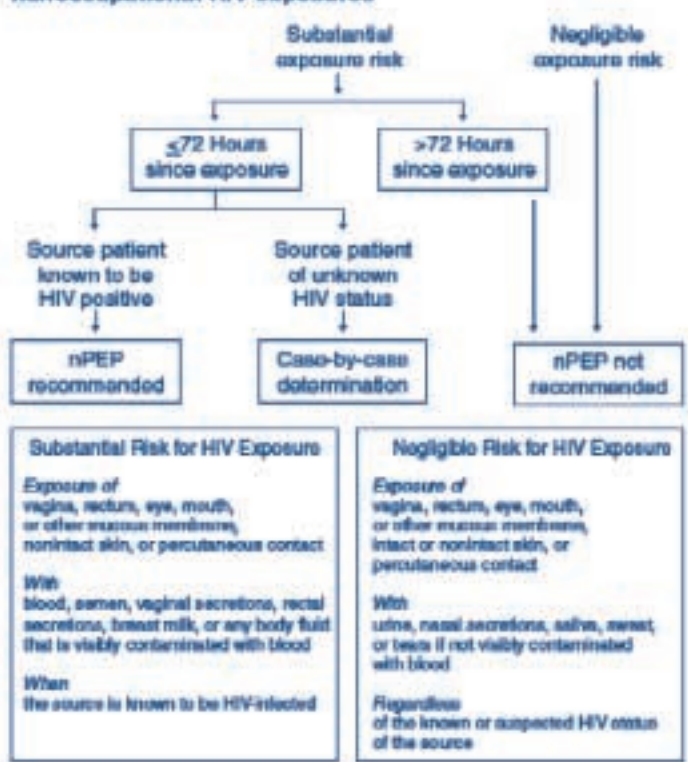 Substantial
exposure risk
Negligible
exposure risk
≤72 Hours
since exposure
>72 Hours
since exposure
Source patient
known to be
HIV positive
Source patient
of unknown
HIV status
nPEP
recommended
Case-by-case
determination
nPEP not
recommended
Substantial Risk for HIV Exposure
Exposure of
vagina, rectum, eye, mouth,
or other mucous membrane,
nonintact skin, or percutaneous contact
With
blood, semen, vaginal secretions, rectal
secretions, breast milk, or any body fluid
that is visibly contaminated with blood
When
the source is known to be HIV-infected
Negligible Risk for HIV Exposure
Exposure of
vagina, rectum, eye, mouth,
or other mucous membrane,
intact or nonintact skin, or
percutaneous contact
With
urine, nasal secretions, saliva, sweat,
or tears if not visibly contaminated
with blood
Regardless
of the known or suspected HIV status
of the source